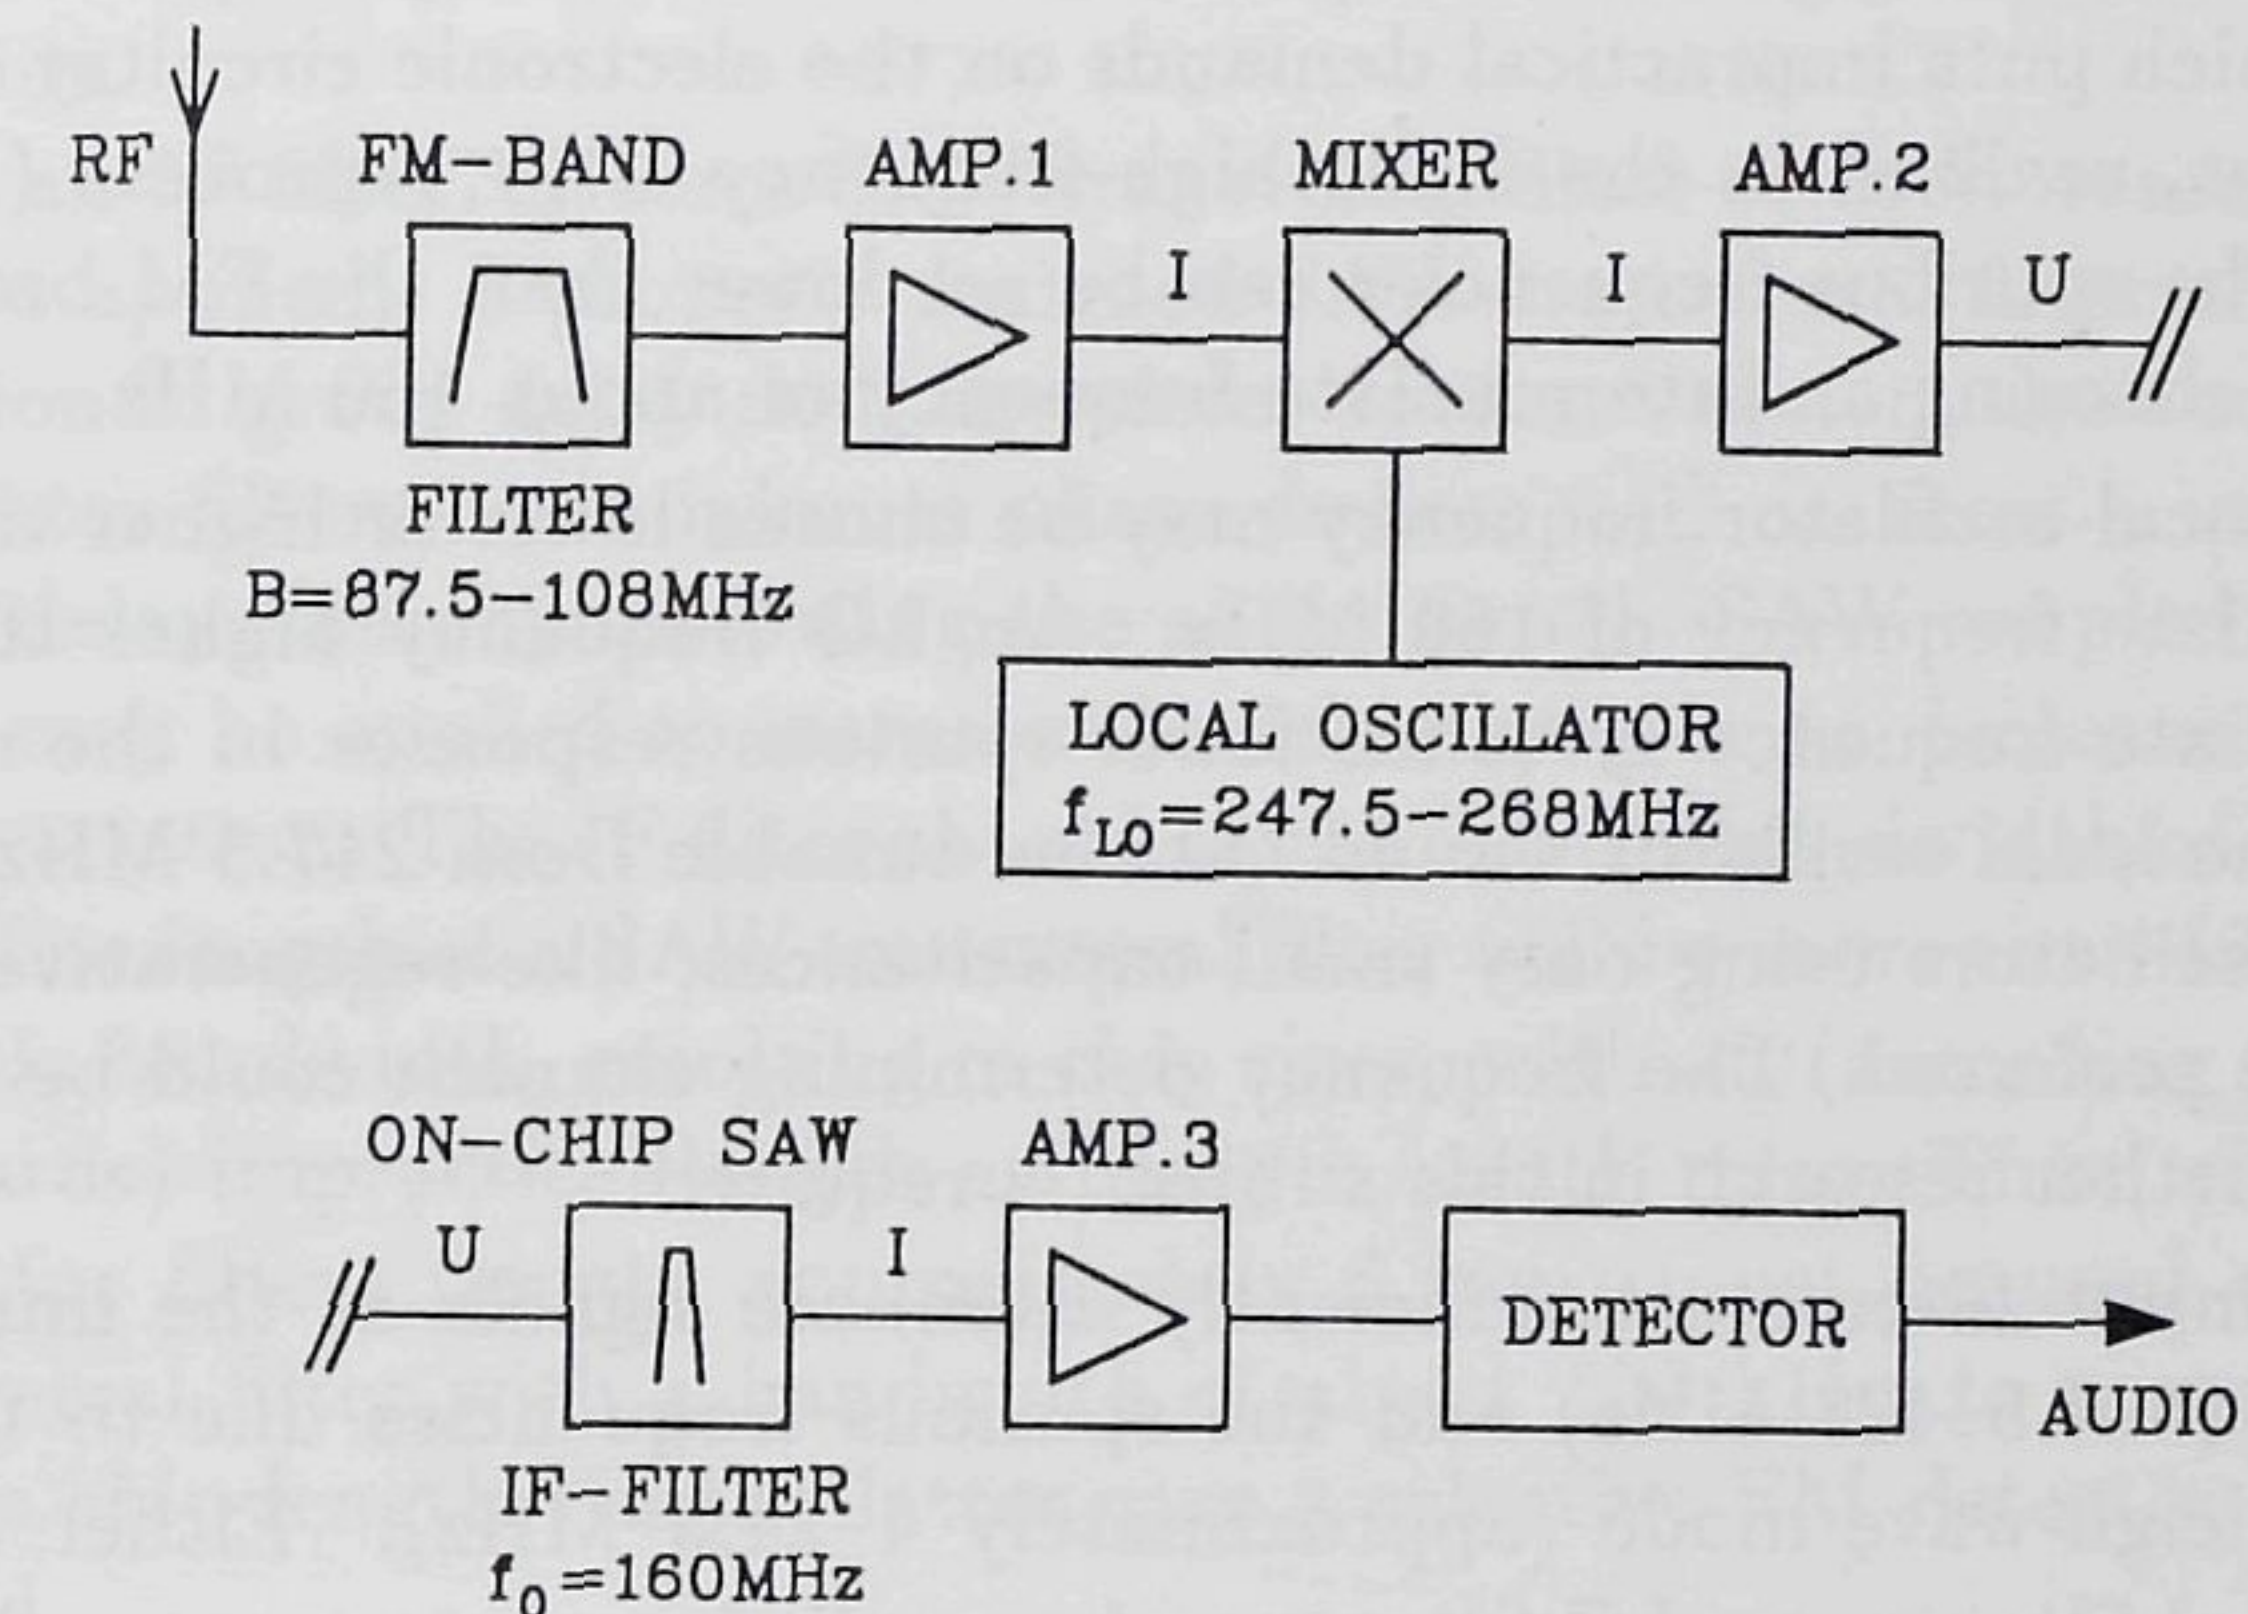 RF
FM-BAND
AMP.1
MIXER
AMP.2
I
I
U
FILTER
B=87.5-108MHz
LOCAL OSCILLATOR
fLO=247.5-268MHz
ON-CHIP SAW
AMP.3
U
I
DETECTOR
AUDIO
IF-FILTER
f0=160MHz